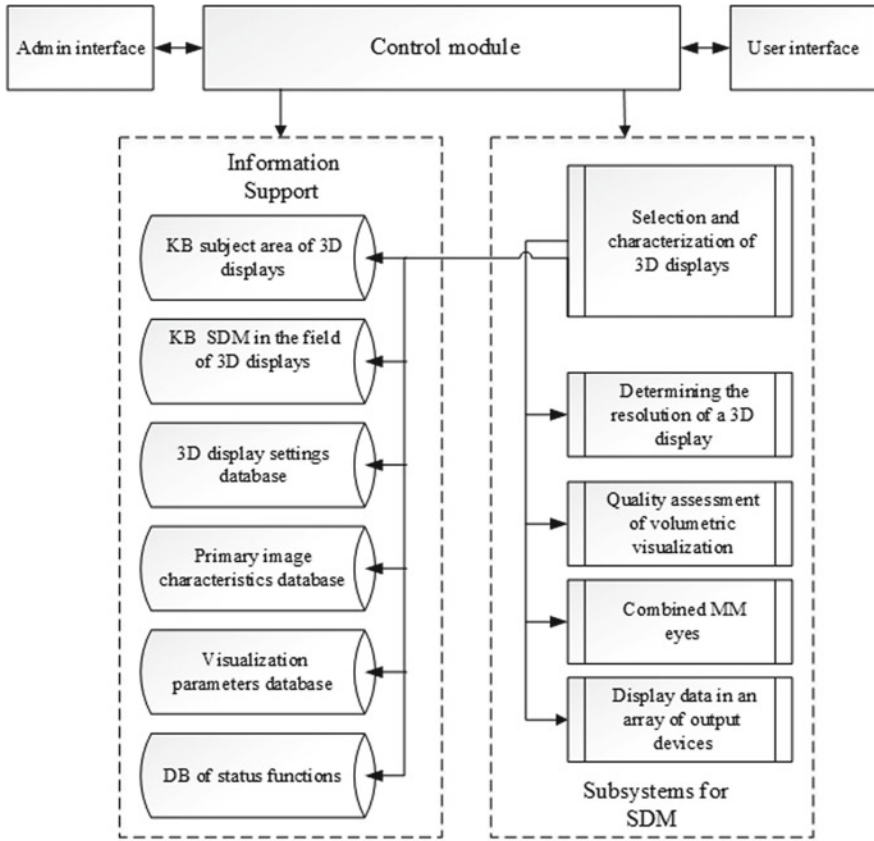 Admin interface
Control module
User interface
Information
Support
KB subject area of 3D
displays
KB SDM in the field
of 3D displays
3D display settings
database
Primary image
characteristics database
Visualization
parameters database
DB of status functions
Selection and
characterization of
3D displays
Determining the
resolution of a 3D
display
Quality assessment
of volumetric
visualization
Combined MM
eyes
Display data in an
array of output
devices
Subsystems for
SDM